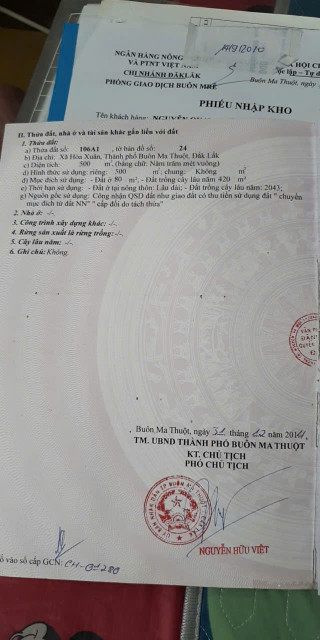 NGÂN HÀNG NÔNG
VÀ PTNT VIỆT NAM
CHI NHÁNH ĐĂKLĂK
PHÒNG GIAO DỊCH BUÔN
Buôn Ma Thuột, ngày
PHIẾU NHẬP KHO
Tên khách hàng:
II. Thửa đất, nhà ở và tài sản khác gắn liền với đất
1. Thửa đất:
a) Thửa đất số: 106A1 , tờ bản đồ số: 24
b) Địa chỉ: Xã Hòa Xuân, Thành phố Buôn Ma Thuột, Đăk Lăk
c) Diện tích: 500 m², (bằng chữ: Năm trăm mét vuông)
d) Hình thức sử dụng: riêng: 500 m²; chung: Không m²
đ) Mục đích sử dụng: - Đất ở 80 m², - Đất trồng cây lâu năm 420 m²
e) Thời hạn sử dụng: - Đất ở tại nông thôn: Lâu dài; - Đất trồng cây lâu năm: 2043;
g) Nguồn gốc sử dụng: Công nhận QSD đất như giao đất có thu tiền sử dụng đất " chuyển
mục đích từ đất NN" " cấp đổi do tách thửa"
2. Nhà ở: -/-
3. Công trình xây dựng khác: -/-
4. Rừng sản xuất là rừng trồng: -/-
5. Cây lâu năm: -/-
6. Ghi chú: Không.
Buôn Ma Thuột, ngày 31 tháng 12 năm
TM. UBND THÀNH PHỐ BUÔN MA THUỘT
KT. CHỦ TỊCH
PHÓ CHỦ TỊCH
NGUYỄN HỮU VIỆT
vào sổ cấp GCN: CH-01280